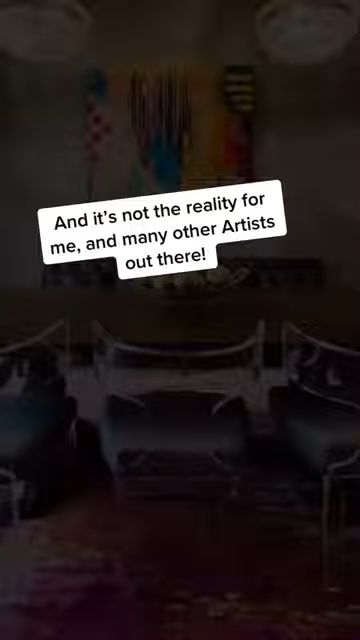 And it's not the reality for
me, and many other Artists
out there!